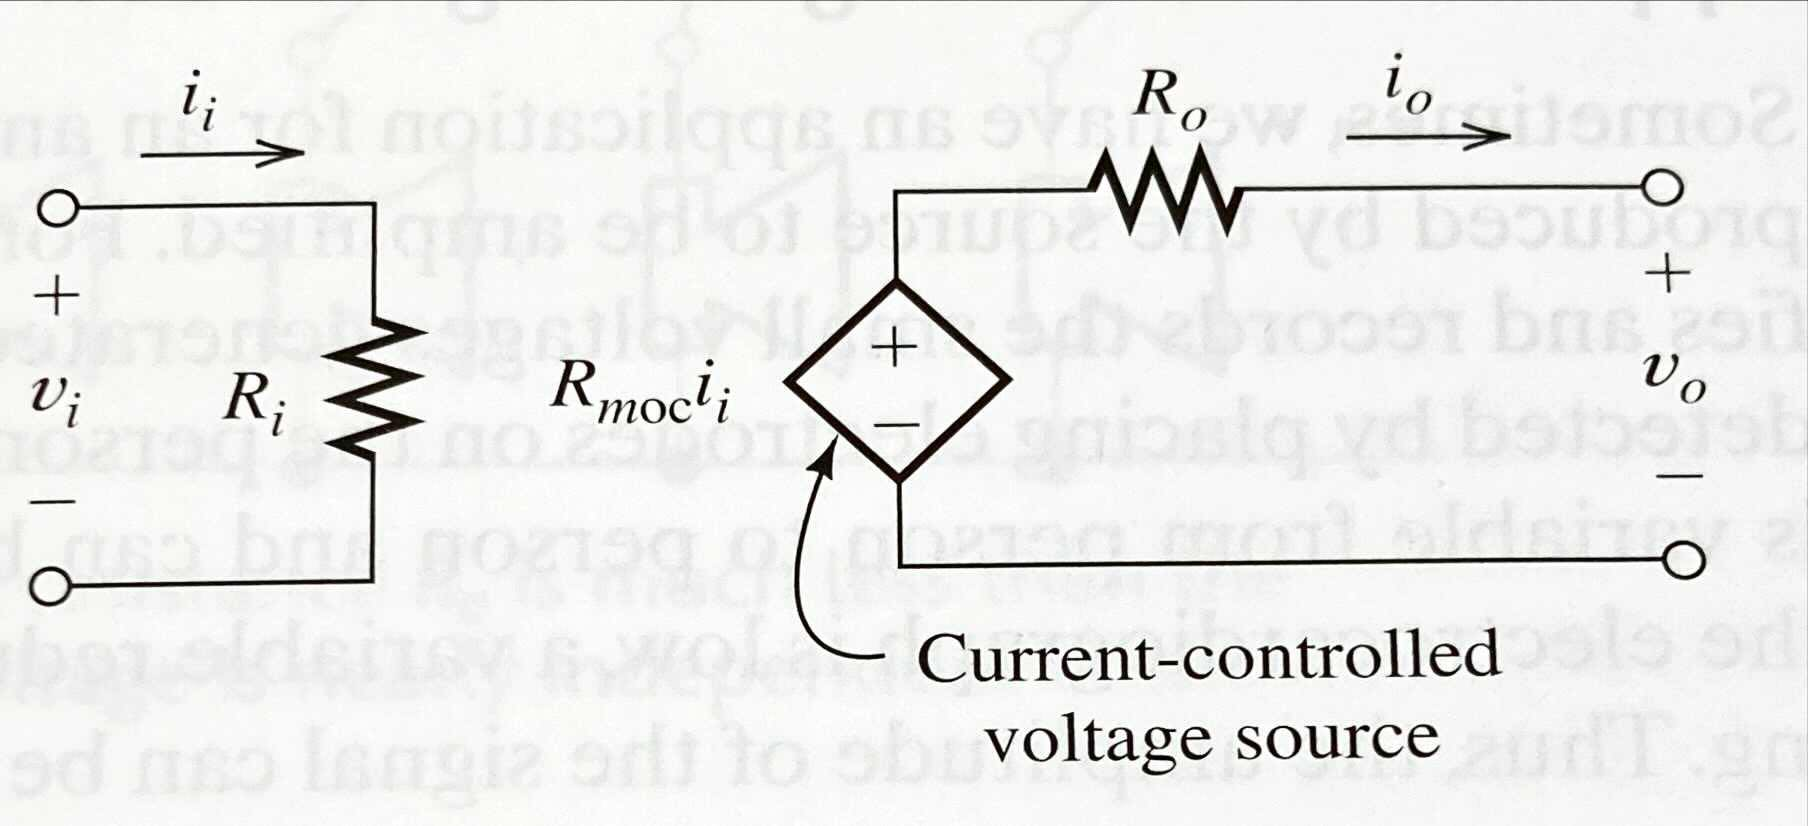 i_i
R_o
i_o
+
+
+
v_i
R_i
R_moc i_i
v_o
−
−
−
Current-controlled
voltage source